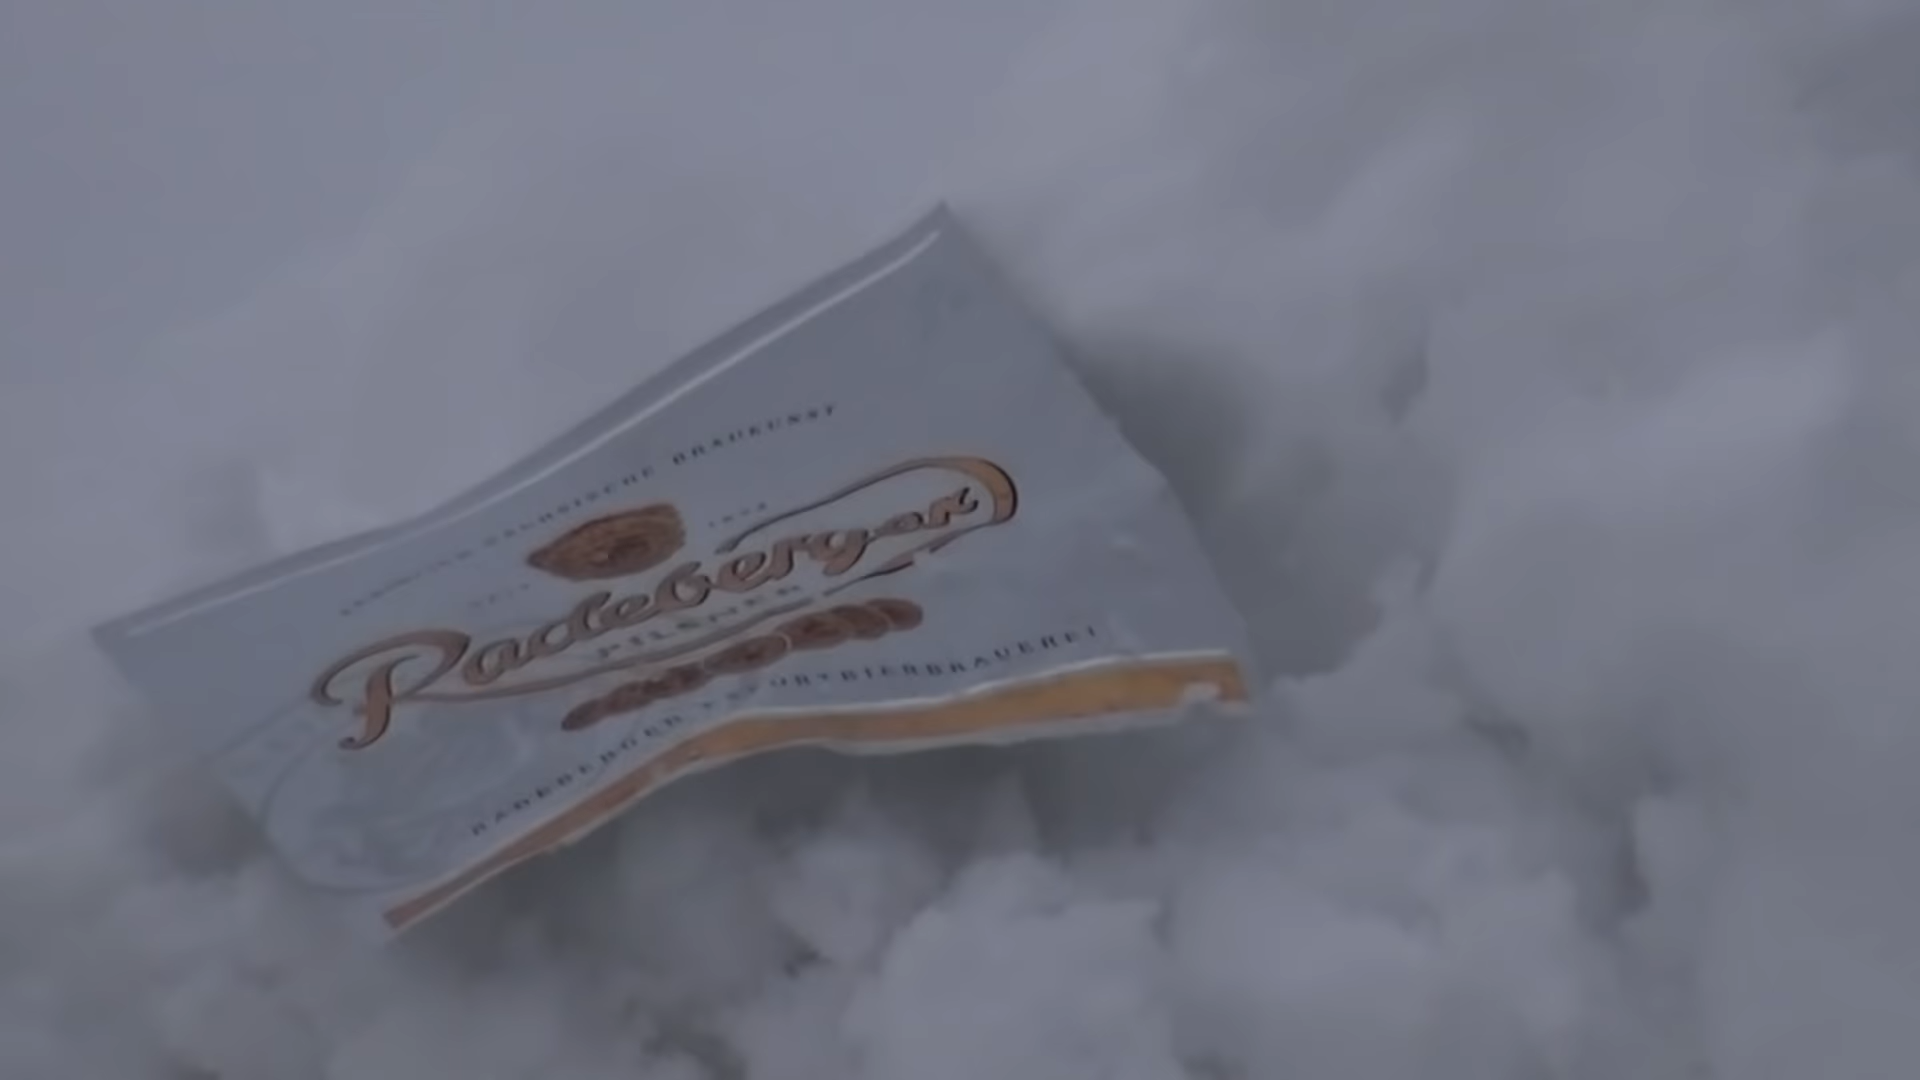 SÄCHSISCHE BRAUKUNST
1872
Radeberger
PILSNER
RADEBERGER EXPORTBIERBRAUEREI